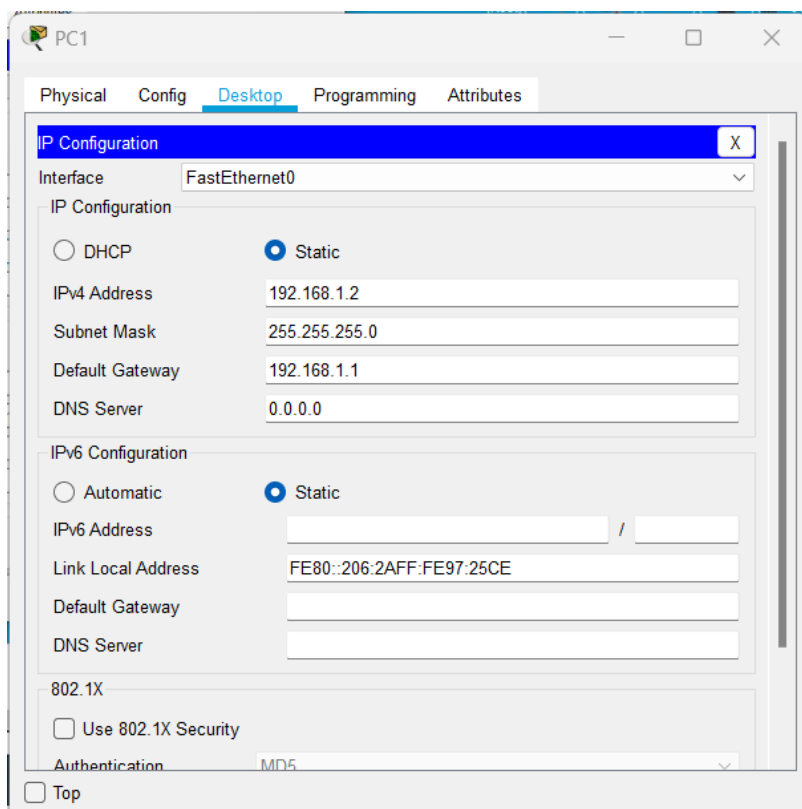 PC1
Physical Config Desktop Programming Attributes
IP Configuration X
Interface FastEthernet0
IP Configuration
DHCP Static
IPv4 Address 192.168.1.2
Subnet Mask 255.255.255.0
Default Gateway 192.168.1.1
DNS Server 0.0.0.0
IPv6 Configuration
Automatic Static
IPv6 Address /
Link Local Address FE80::206:2AFF:FE97:25CE
Default Gateway
DNS Server
802.1X
Use 802.1X Security
Authentication MD5
Top